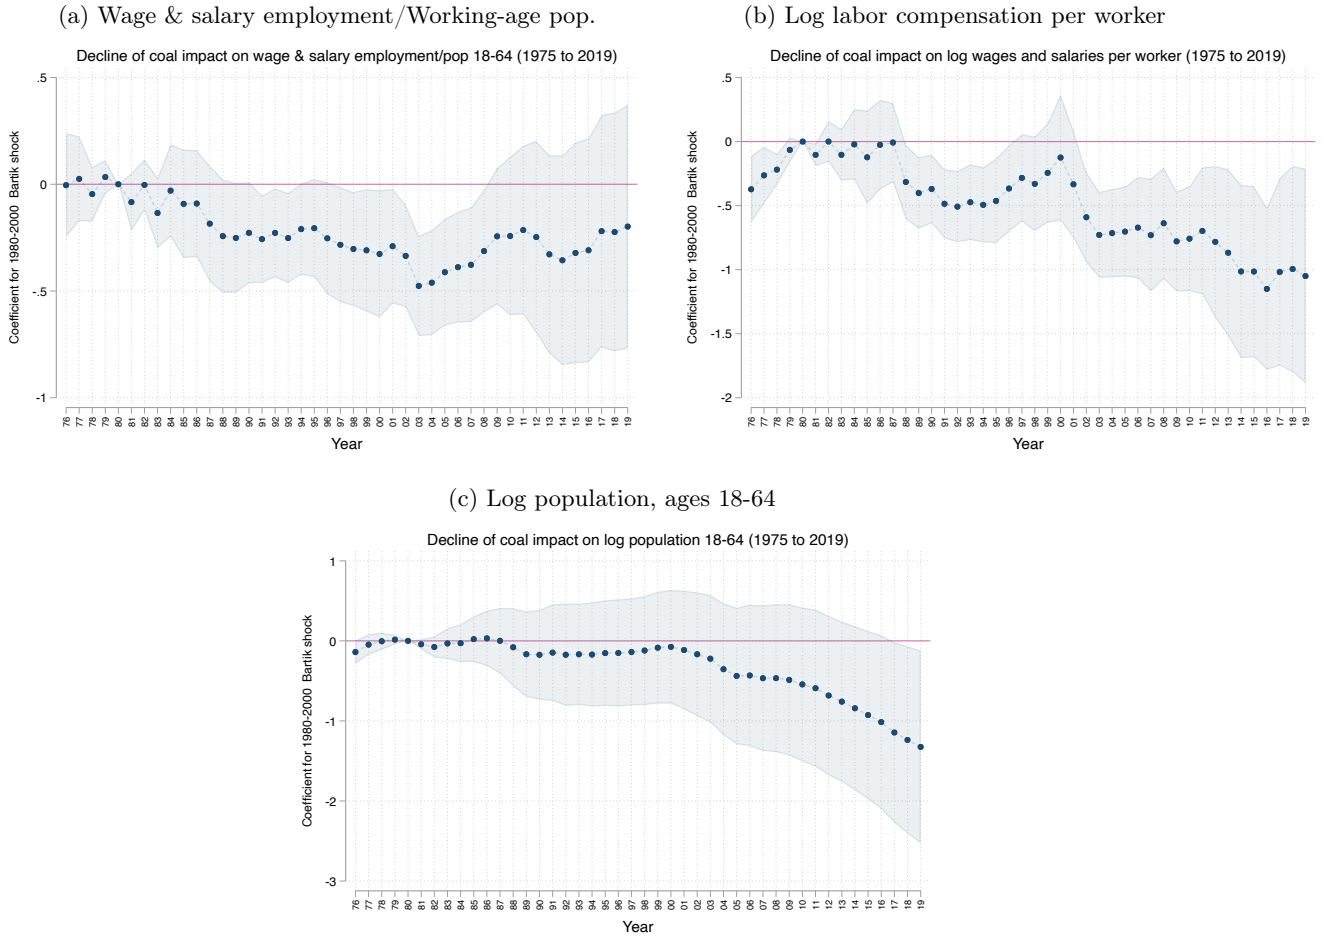 (a) Wage & salary employment/Working-age pop.
Decline of coal impact on wage & salary employment/pop 18-64 (1975 to 2019)
Coefficient for 1980-2000 Bartik shock
.5
0
-.5
-1
76 77 78 79 80 81 82 83 84 85 86 87 88 89 90 91 92 93 94 95 96 97 98 99 00 01 02 03 04 05 06 07 08 09 10 11 12 13 14 15 16 17 18 19
Year
(b) Log labor compensation per worker
Decline of coal impact on log wages and salaries per worker (1975 to 2019)
Coefficient for 1980-2000 Bartik shock
.5
0
-.5
-1
-1.5
-2
76 77 78 79 80 81 82 83 84 85 86 87 88 89 90 91 92 93 94 95 96 97 98 99 00 01 02 03 04 05 06 07 08 09 10 11 12 13 14 15 16 17 18 19
Year
(c) Log population, ages 18-64
Decline of coal impact on log population 18-64 (1975 to 2019)
Coefficient for 1980-2000 Bartik shock
1
0
-1
-2
-3
76 77 78 79 80 81 82 83 84 85 86 87 88 89 90 91 92 93 94 95 96 97 98 99 00 01 02 03 04 05 06 07 08 09 10 11 12 13 14 15 16 17 18 19
Year